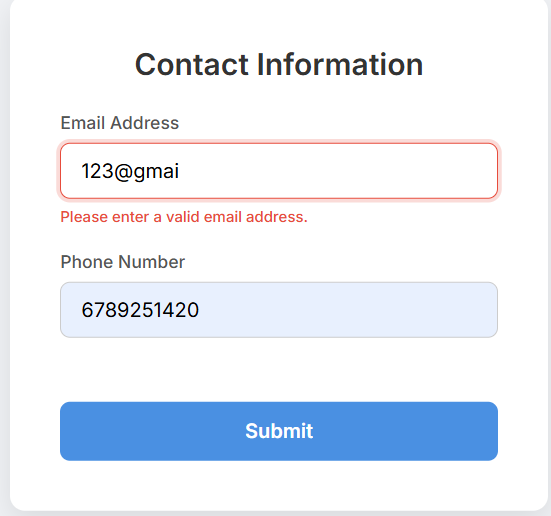 Contact Information
Email Address
123@gmai
Please enter a valid email address.
Phone Number
6789251420
Submit